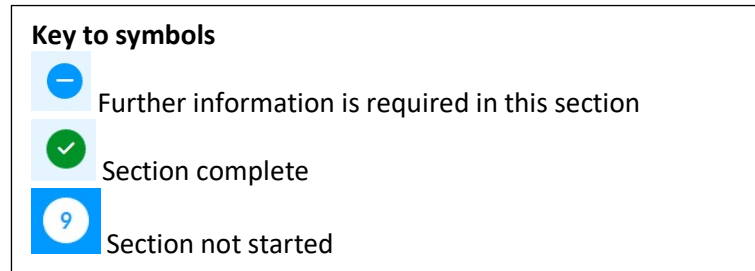 Key to symbols
Further information is required in this section
Section complete
9
Section not started